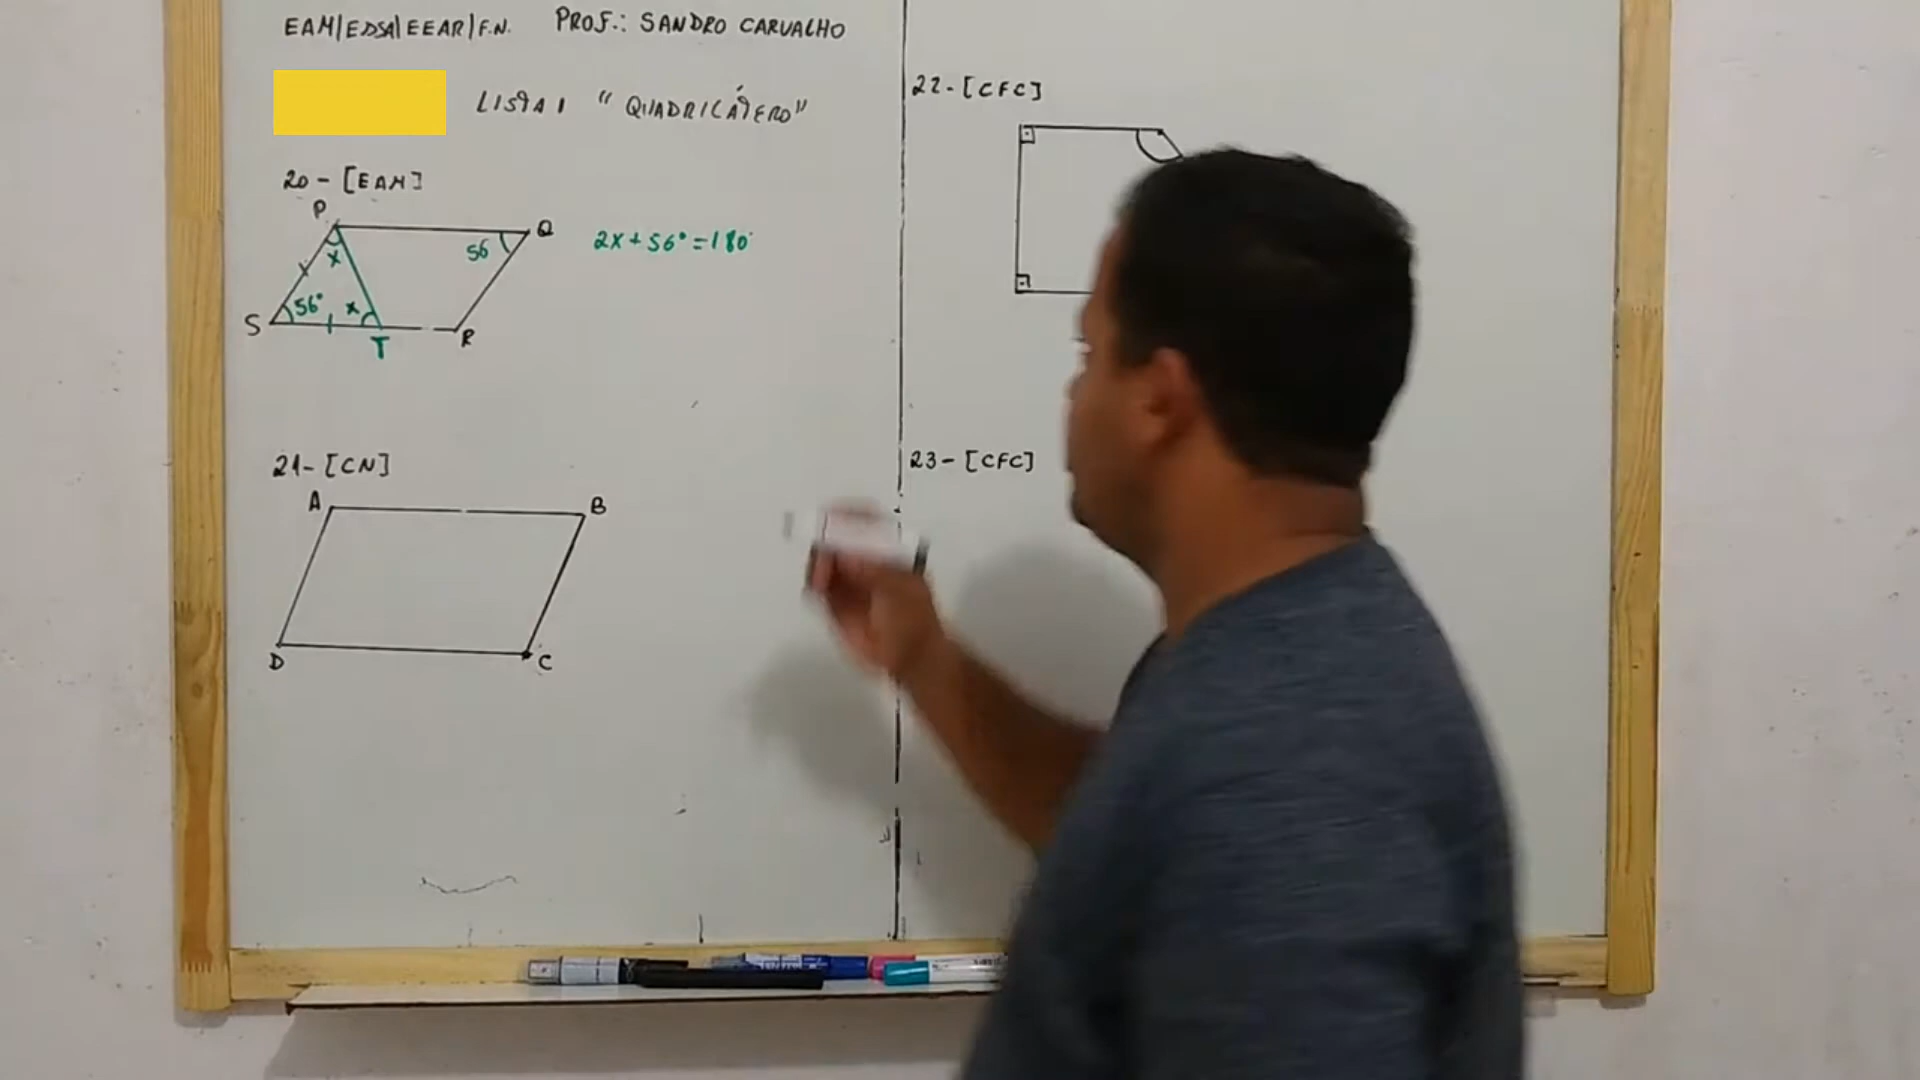 EAM/EDSA/EEAR/F.N. PROF.: SANDRO CARVALHO
LISTA 1 "QUADRILÁTERO"
20- [EAM]
P
Q
56
x
56°
x
S
T
R
2x+56°=180°
21- [CN]
A
B
D
C
22- [CFC]
23- [CFC]